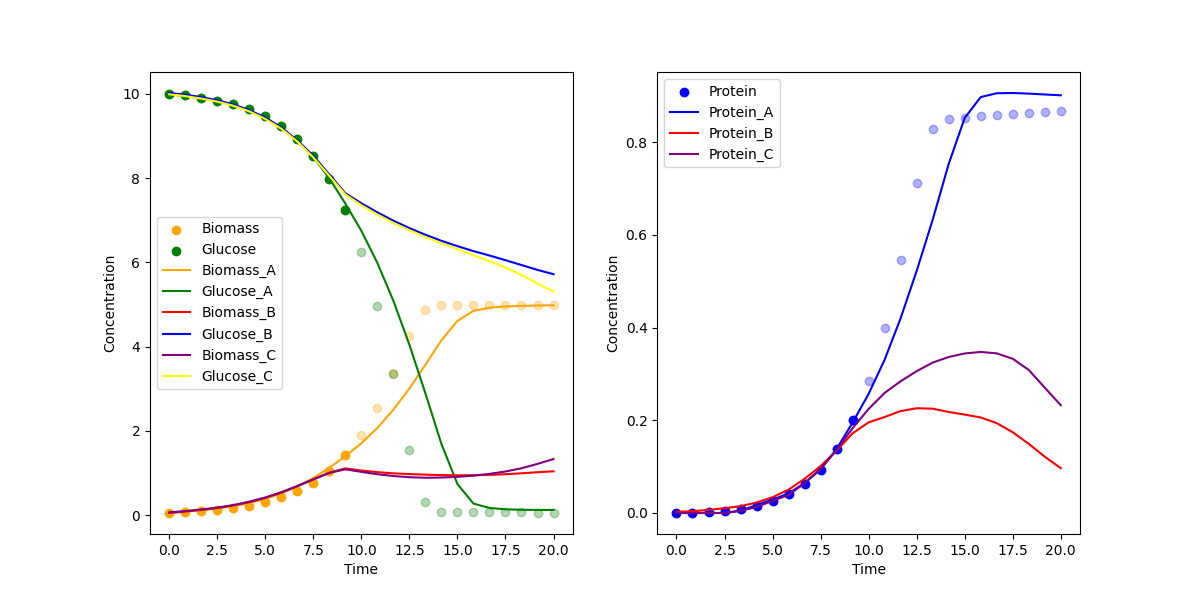 10
8
6
4
2
0
Concentration
Biomass
Glucose
Biomass_A
Glucose_A
Biomass_B
Glucose_B
Biomass_C
Glucose_C
0.0 2.5 5.0 7.5 10.0 12.5 15.0 17.5 20.0
Time
0.8
0.6
0.4
0.2
0.0
Concentration
Protein
Protein_A
Protein_B
Protein_C
0.0 2.5 5.0 7.5 10.0 12.5 15.0 17.5 20.0
Time